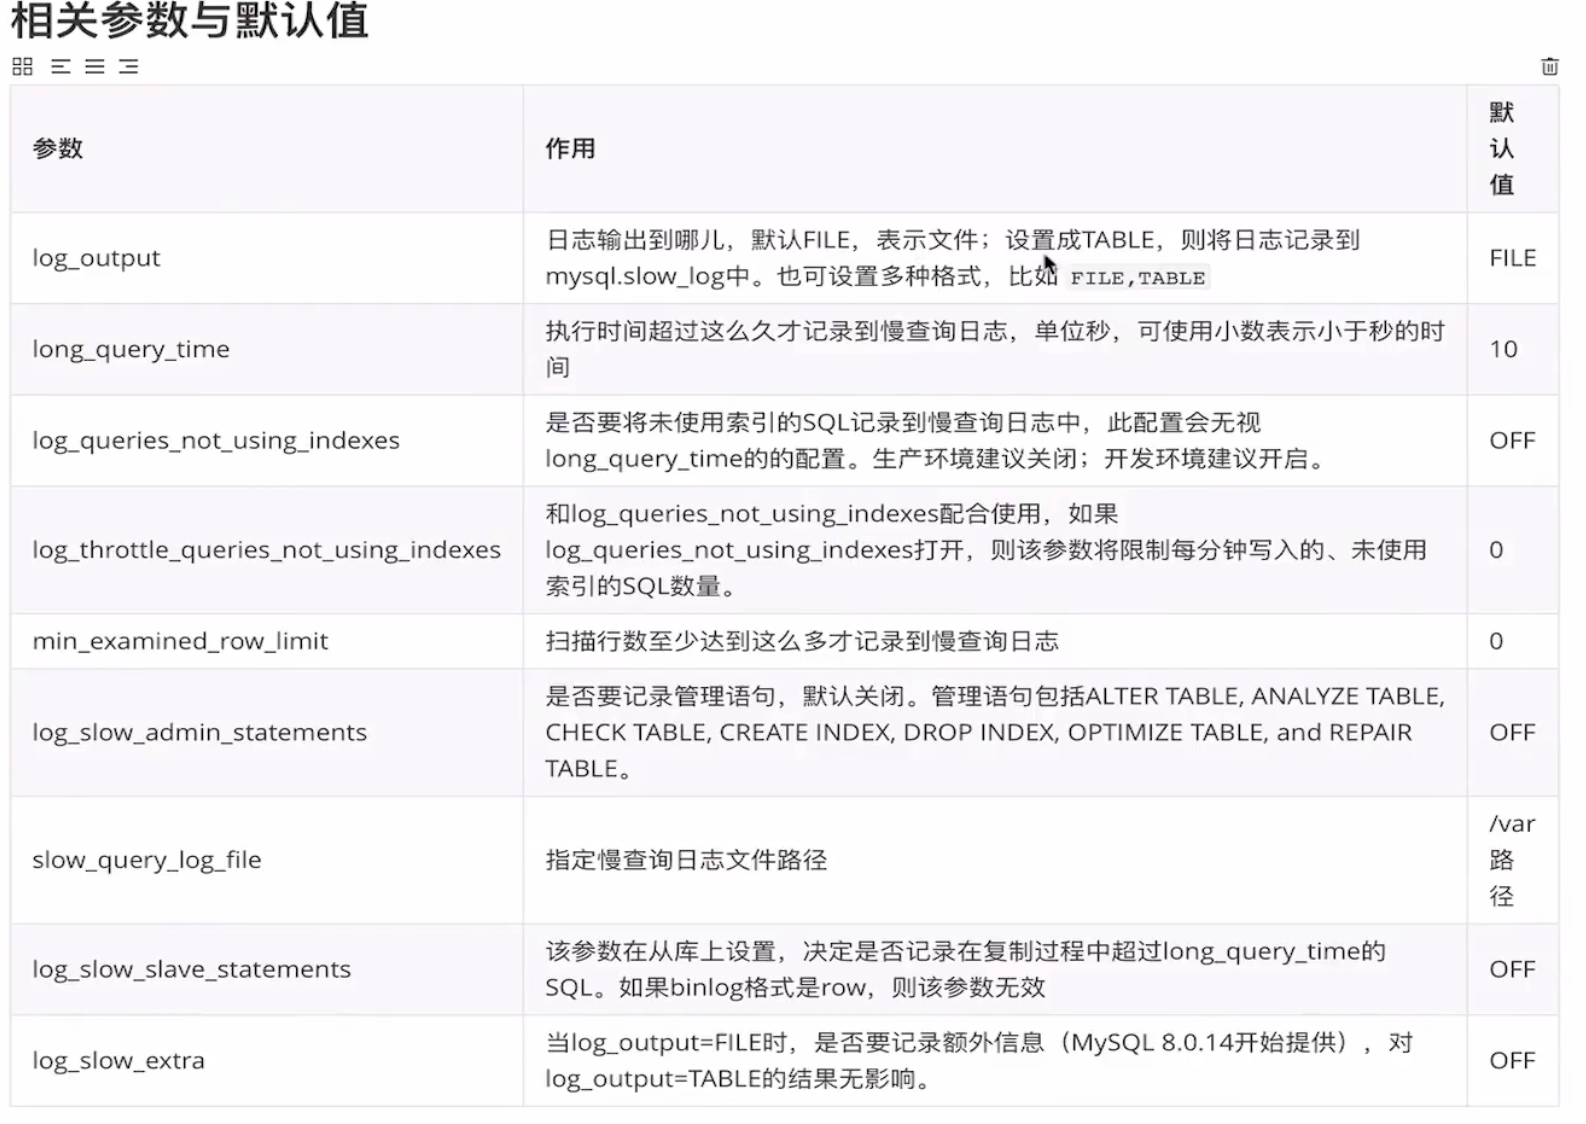 相关参数与默认值
参数
作用
默
认
值
log_output
日志输出到哪儿，默认FILE，表示文件；设置成TABLE，则将日志记录到
mysql.slow_log中。也可设置多种格式，比如 FILE,TABLE
FILE
long_query_time
执行时间超过这么久才记录到慢查询日志，单位秒，可使用小数表示小于秒的时
间
10
log_queries_not_using_indexes
是否要将未使用索引的SQL记录到慢查询日志中，此配置会无视
long_query_time的的配置。生产环境建议关闭；开发环境建议开启。
OFF
log_throttle_queries_not_using_indexes
和log_queries_not_using_indexes配合使用，如果
log_queries_not_using_indexes打开，则该参数将限制每分钟写入的、未使用
索引的SQL数量。
0
min_examined_row_limit
扫描行数至少达到这么多才记录到慢查询日志
0
log_slow_admin_statements
是否要记录管理语句，默认关闭。管理语句包括ALTER TABLE, ANALYZE TABLE,
CHECK TABLE, CREATE INDEX, DROP INDEX, OPTIMIZE TABLE, and REPAIR
TABLE。
OFF
slow_query_log_file
指定慢查询日志文件路径
/var
路
径
log_slow_slave_statements
该参数在从库上设置，决定是否记录在复制过程中超过long_query_time的
SQL。如果binlog格式是row，则该参数无效
OFF
log_slow_extra
当log_output=FILE时，是否要记录额外信息（MySQL 8.0.14开始提供），对
log_output=TABLE的结果无影响。
OFF